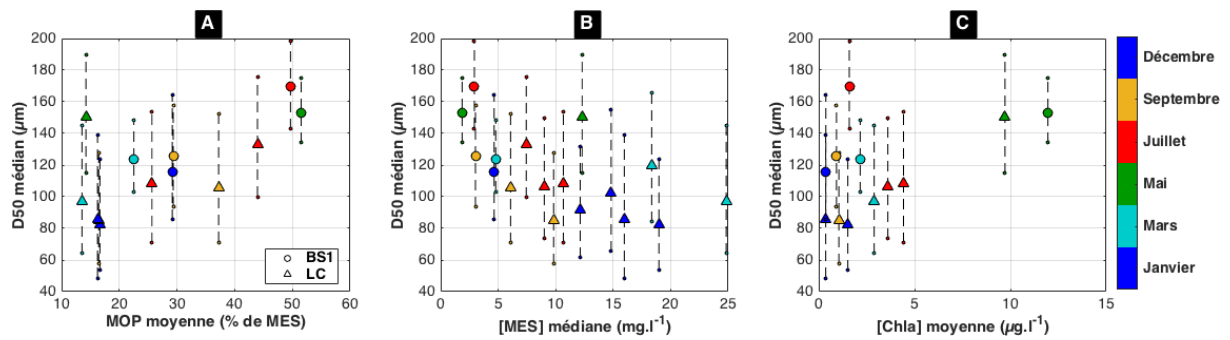 A
B
C
D50 médian (µm)
200
180
160
140
120
100
80
60
40
10
20
30
40
50
60
MOP moyenne (% de MES)
BS1
LC
D50 médian (µm)
200
180
160
140
120
100
80
60
40
0
5
10
15
20
25
[MES] médiane (mg.l⁻¹)
D50 médian (µm)
200
180
160
140
120
100
80
60
40
0
5
10
15
[Chla] moyenne (µg.l⁻¹)
Décembre
Septembre
Juillet
Mai
Mars
Janvier